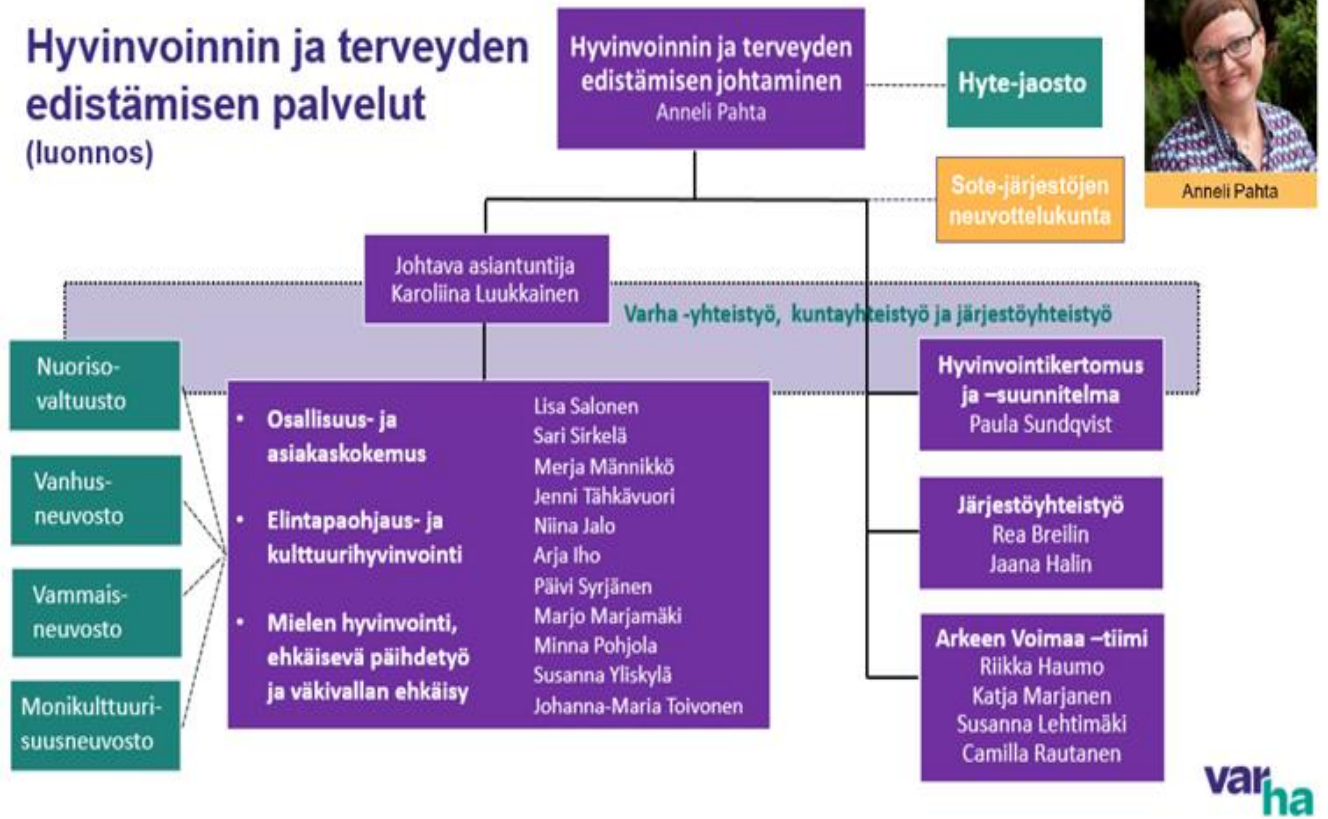 Hyvinvoinnin ja terveyden
edistämisen palvelut
(luonnos)
Hyvinvoinnin ja terveyden
edistämisen johtaminen
Anneli Pahta
Hyte-jaosto
Sote-järjestöjen
neuvottelukunta
Anneli Pahta
Johtava asiantuntija
Karoliina Luukkainen
Varha -yhteistyö, kuntayhteistyö ja järjestöyhteistyö
Nuoriso-
valtuusto
Vanhus-
neuvosto
Vammais-
neuvosto
Monikulttuuri-
suusneuvosto
• Osallisuus- ja
asiakaskokemus
• Elintapaohjaus- ja
kulttuurihyvinvointi
• Mielen hyvinvointi,
ehkäisevä päihdetyö
ja väkivallan ehkäisy
Lisa Salonen
Sari Sirkelä
Merja Männikkö
Jenni Tähkävuori
Niina Jalo
Arja Iho
Päivi Syrjänen
Marjo Marjamäki
Minna Pohjola
Susanna Yliskylä
Johanna-Maria Toivonen
Hyvinvointikertomus
ja –suunnitelma
Paula Sundqvist
Järjestöyhteistyö
Rea Breilin
Jaana Halin
Arkeen Voimaa –tiimi
Riikka Haumo
Katja Marjanen
Susanna Lehtimäki
Camilla Rautanen
var
ha